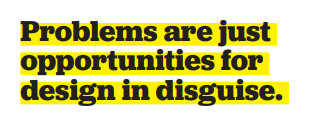 Problems are just
opportunities for
design in disguise.